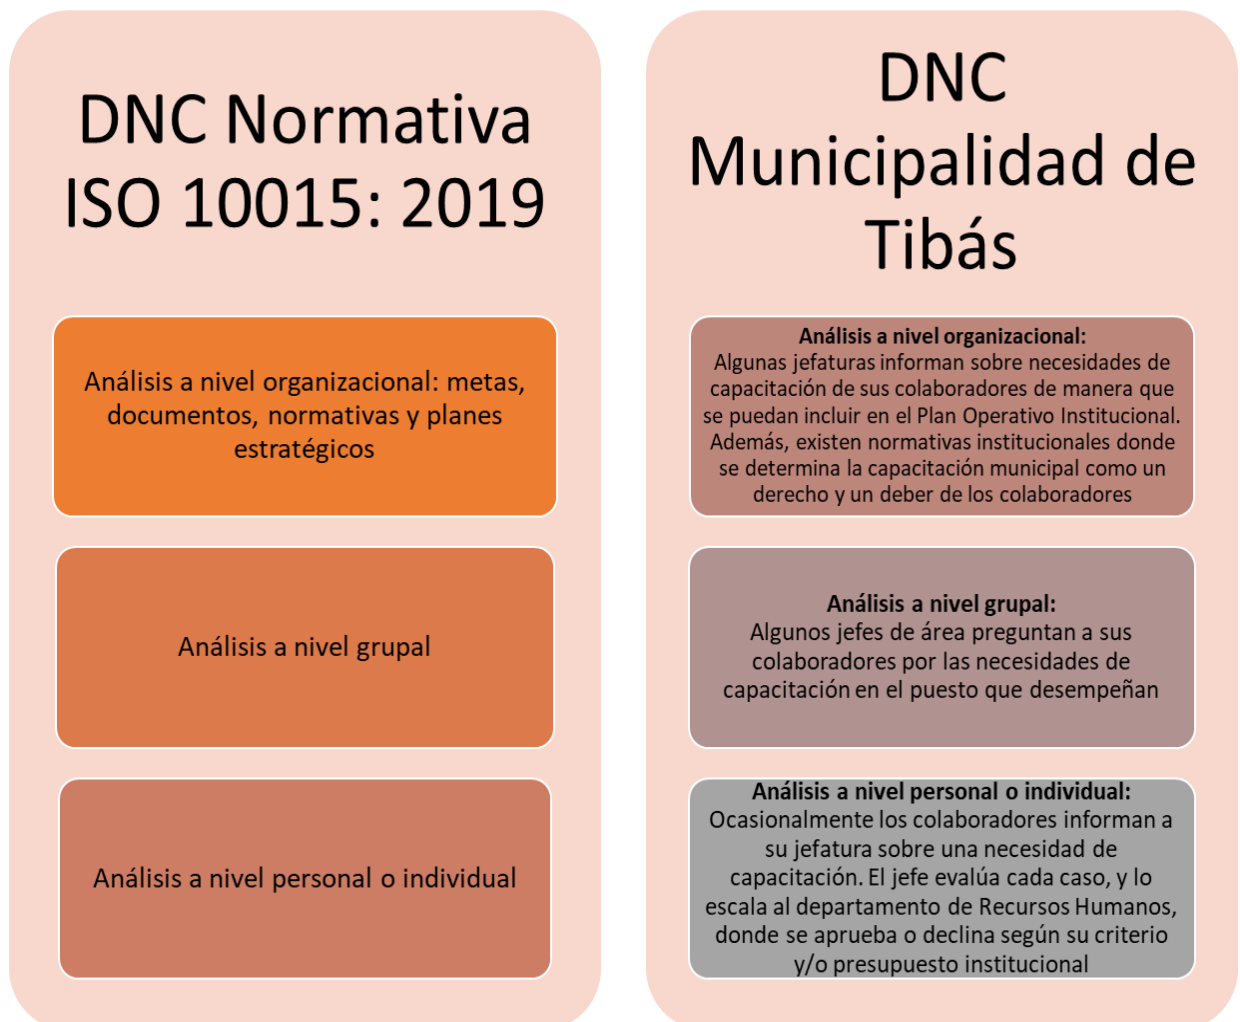 DNC Normativa
ISO 10015: 2019
Análisis a nivel organizacional: metas,
documentos, normativas y planes
estratégicos
Análisis a nivel grupal
Análisis a nivel personal o individual
DNC
Municipalidad de
Tibás
Análisis a nivel organizacional:
Algunas jefaturas informan sobre necesidades de
capacitación de sus colaboradores de manera que
se puedan incluir en el Plan Operativo Institucional.
Además, existen normativas institucionales donde
se determina la capacitación municipal como un
derecho y un deber de los colaboradores
Análisis a nivel grupal:
Algunos jefes de área preguntan a sus
colaboradores por las necesidades de
capacitación en el puesto que desempeñan
Análisis a nivel personal o individual:
Ocasionalmente los colaboradores informan a
su jefatura sobre una necesidad de
capacitación. El jefe evalúa cada caso, y lo
escala al departamento de Recursos Humanos,
donde se aprueba o declina según su criterio
y/o presupuesto institucional